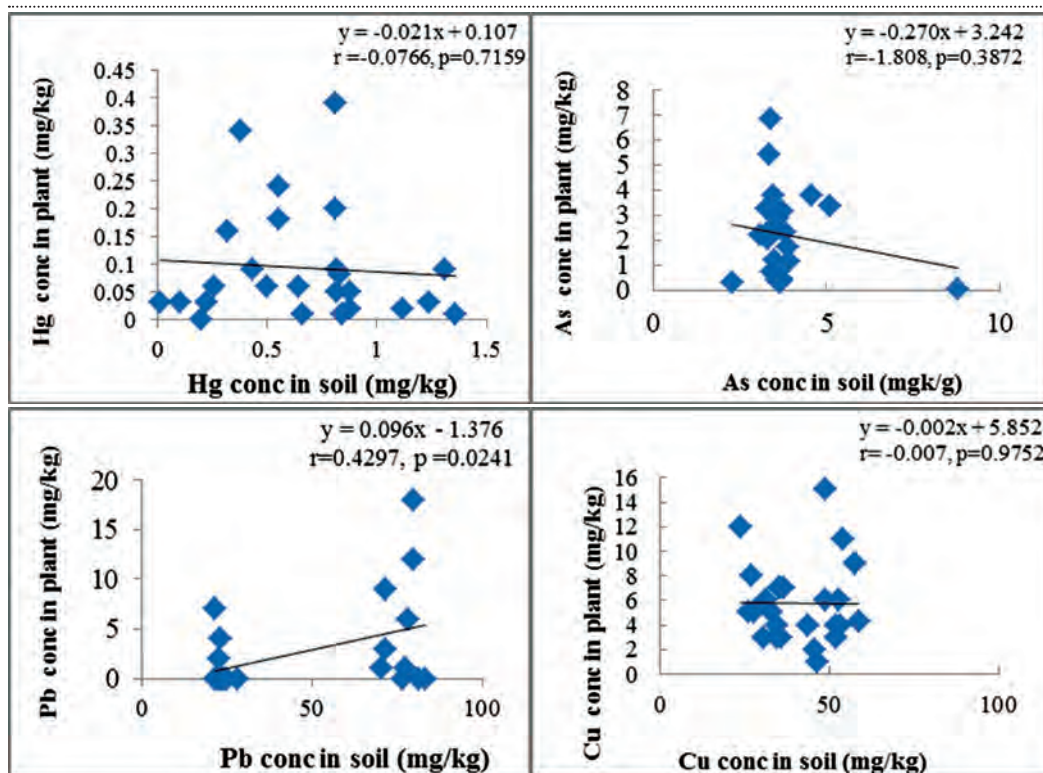 y = -0.021x + 0.107
r = -0.0766, p=0.7159
Hg conc in plant (mg/kg)
0.45
0.4
0.35
0.3
0.25
0.2
0.15
0.1
0.05
0
0 0.5 1 1.5
Hg conc in soil (mg/kg)
y = -0.270x + 3.242
r=-1.808, p=0.3872
As conc in plant (mg/kg)
8
7
6
5
4
3
2
1
0
0 5 10
As conc in soil (mgk/g)
y = 0.096x - 1.376
r=0.4297, p =0.0241
Pb conc in plant (mg/kg)
20
15
10
5
0
0 50 100
Pb conc in soil (mg/kg)
y = -0.002x + 5.852
r= -0.007, p=0.9752
Cu conc in plant (mg/kg)
16
14
12
10
8
6
4
2
0
0 50 100
Cu conc in soil (mg/kg)